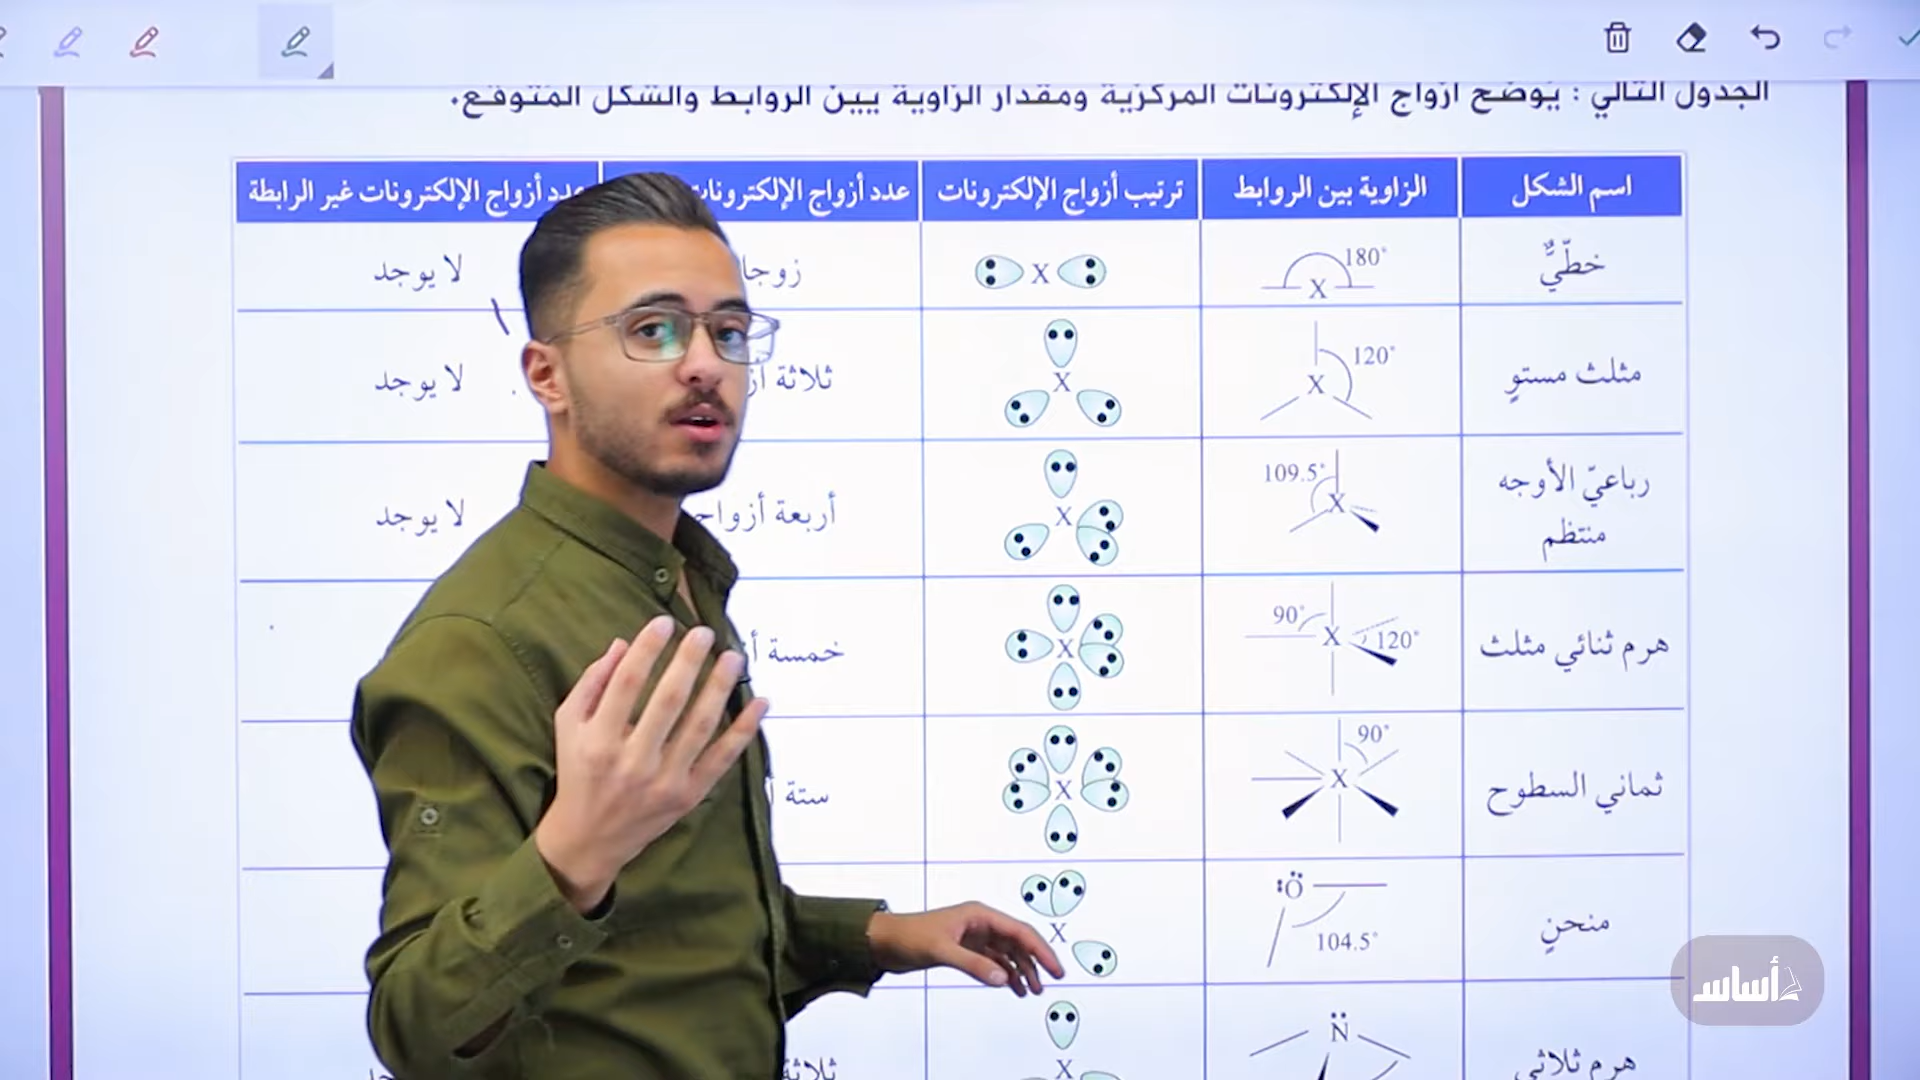 الجدول التالي : يوضح أزواج الإلكترونات المركزية ومقدار الزاوية بين الروابط والشكل المتوقع.
اسم الشكل الزاوية بين الروابط ترتيب أزواج الإلكترونات عدد أزواج الإلكترونات عدد أزواج الإلكترونات غير الرابطة
خطّيٌّ 180° X X لا يوجد
مثلث مستوٍ 120° X X ثلاثة لا يوجد
رباعيّ الأوجه منتظم 109.5° X X أربعة أزواج لا يوجد
هرم ثنائي مثلث 90° 120° X X خمسة
ثماني السطوح 90° X X ستة
منحنٍ O 104.5° X
هرم ثلاثي N X ثلاثة
أساس